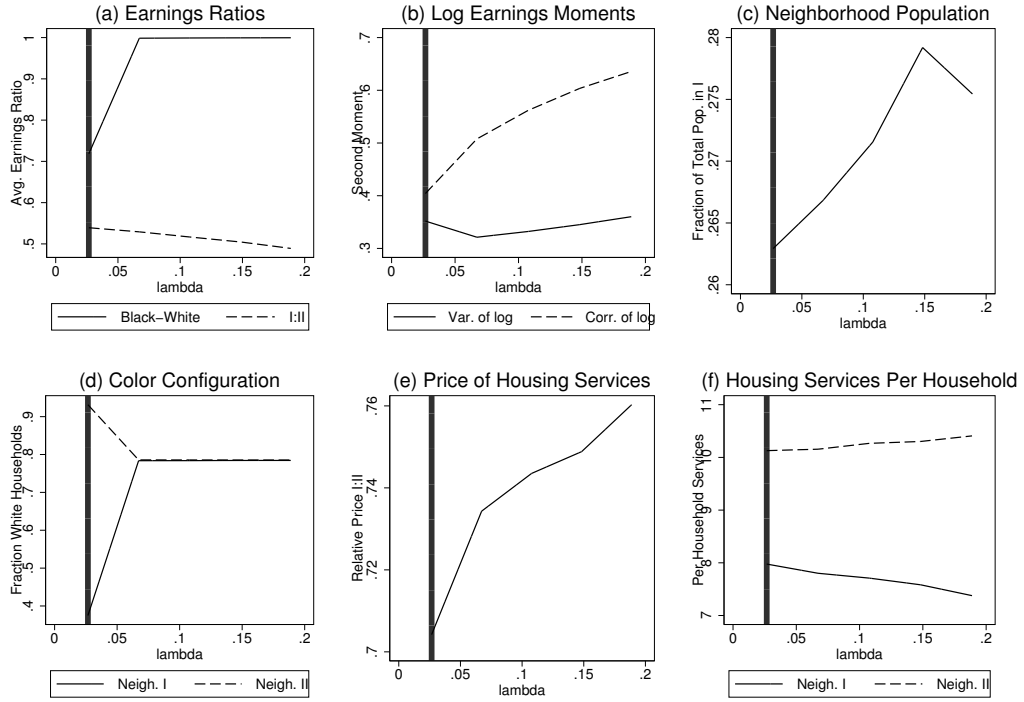 (a) Earnings Ratios
Avg. Earnings Ratio
1
.9
.8
.7
.6
.5
0 .05 .1 .15 .2
lambda
Black−White I:II
(b) Log Earnings Moments
Second Moment
.7
.6
.5
.4
.3
0 .05 .1 .15 .2
lambda
Var. of log Corr. of log
(c) Neighborhood Population
Fraction of Total Pop. in I
.28
.275
.27
.265
.26
0 .05 .1 .15 .2
lambda
(d) Color Configuration
Fraction White Households
.9
.8
.7
.6
.5
.4
0 .05 .1 .15 .2
lambda
Neigh. I Neigh. II
(e) Price of Housing Services
Relative Price I:II
.76
.74
.72
.7
0 .05 .1 .15 .2
lambda
(f) Housing Services Per Household
Per Household Services
11
10
9
8
7
0 .05 .1 .15 .2
lambda
Neigh. I Neigh. II